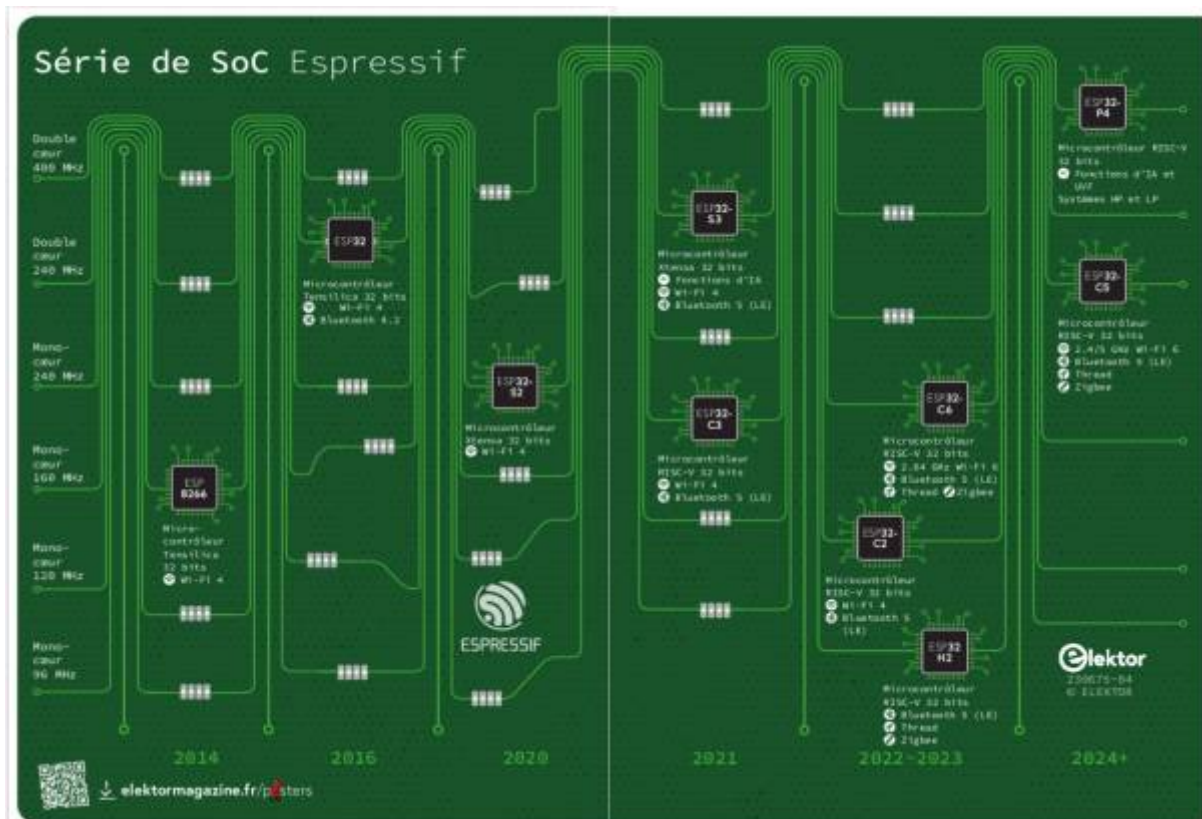 Série de SoC Espressif
Double
cœur
400 MHz
Double
cœur
240 MHz
Mono-
cœur
240 MHz
Mono-
cœur
160 MHz
Mono-
cœur
120 MHz
Mono-
cœur
96 MHz
ESP
8266
Micro-
contrôleur
Tensilica
32 bits
Wi-Fi 4
ESP32
Microcontrôleur
Tensilica 32 bits
Wi-Fi 4
Bluetooth 4.2
ESP32-
S2
Microcontrôleur
Xtensa 32 bits
Wi-Fi 4
ESPRESSIF
ESP32-
S3
Microcontrôleur
Xtensa 32 bits
Fonctions d'IA
Wi-Fi 4
Bluetooth 5 (LE)
ESP32-
C3
Microcontrôleur
RISC-V 32 bits
Wi-Fi 4
Bluetooth 5 (LE)
ESP32-
C6
Microcontrôleur
RISC-V 32 bits
GHz Wi-Fi 6
Bluetooth 5 (LE)
Thread Zigbee
ESP32-
C2
Microcontrôleur
RISC-V 32 bits
Wi-Fi 4
Bluetooth 5
(LE)
ESP32
H2
Microcontrôleur
RISC-V 32 bits
Bluetooth 5 (LE)
Thread
Zigbee
ESP32-
P4
Microcontrôleur RISC-V
32 bits
Fonctions d'IA et
Systèmes HP et LP
ESP32-
C5
Microcontrôleur
RISC-V 32 bits
2.4/5 GHz Wi-Fi 6
Bluetooth 5 (LE)
Thread
Zigbee
elektor
© ELEKTOR
2014
2016
2020
2021
2022-2023
2024+
elektormagazine.fr/posters